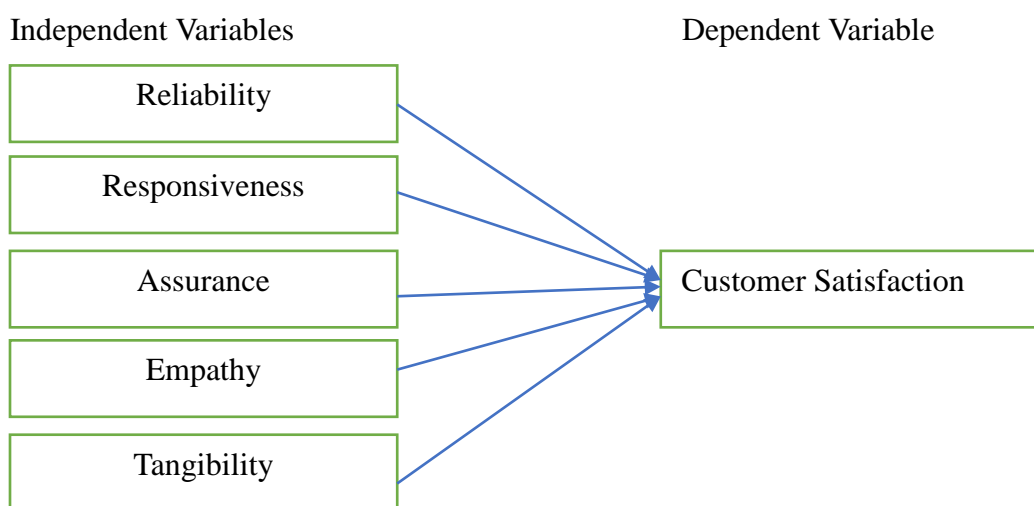 Independent Variables
Dependent Variable
Reliability
Responsiveness
Assurance
Customer Satisfaction
Empathy
Tangibility